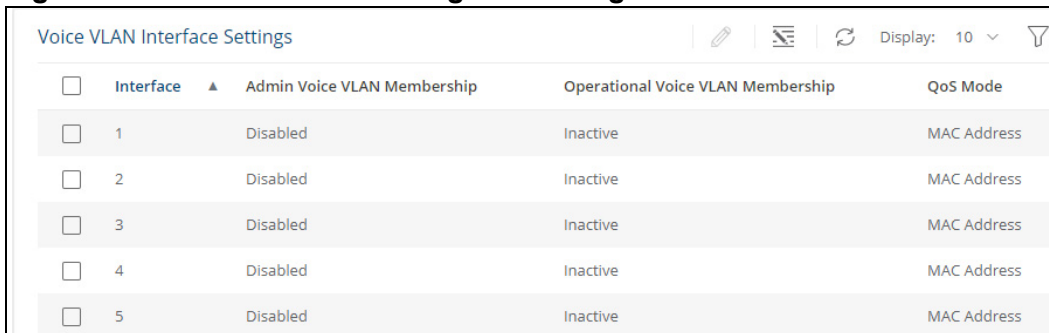 Voice VLAN Interface Settings Display: 10
Interface Admin Voice VLAN Membership Operational Voice VLAN Membership QoS Mode
1 Disabled Inactive MAC Address
2 Disabled Inactive MAC Address
3 Disabled Inactive MAC Address
4 Disabled Inactive MAC Address
5 Disabled Inactive MAC Address